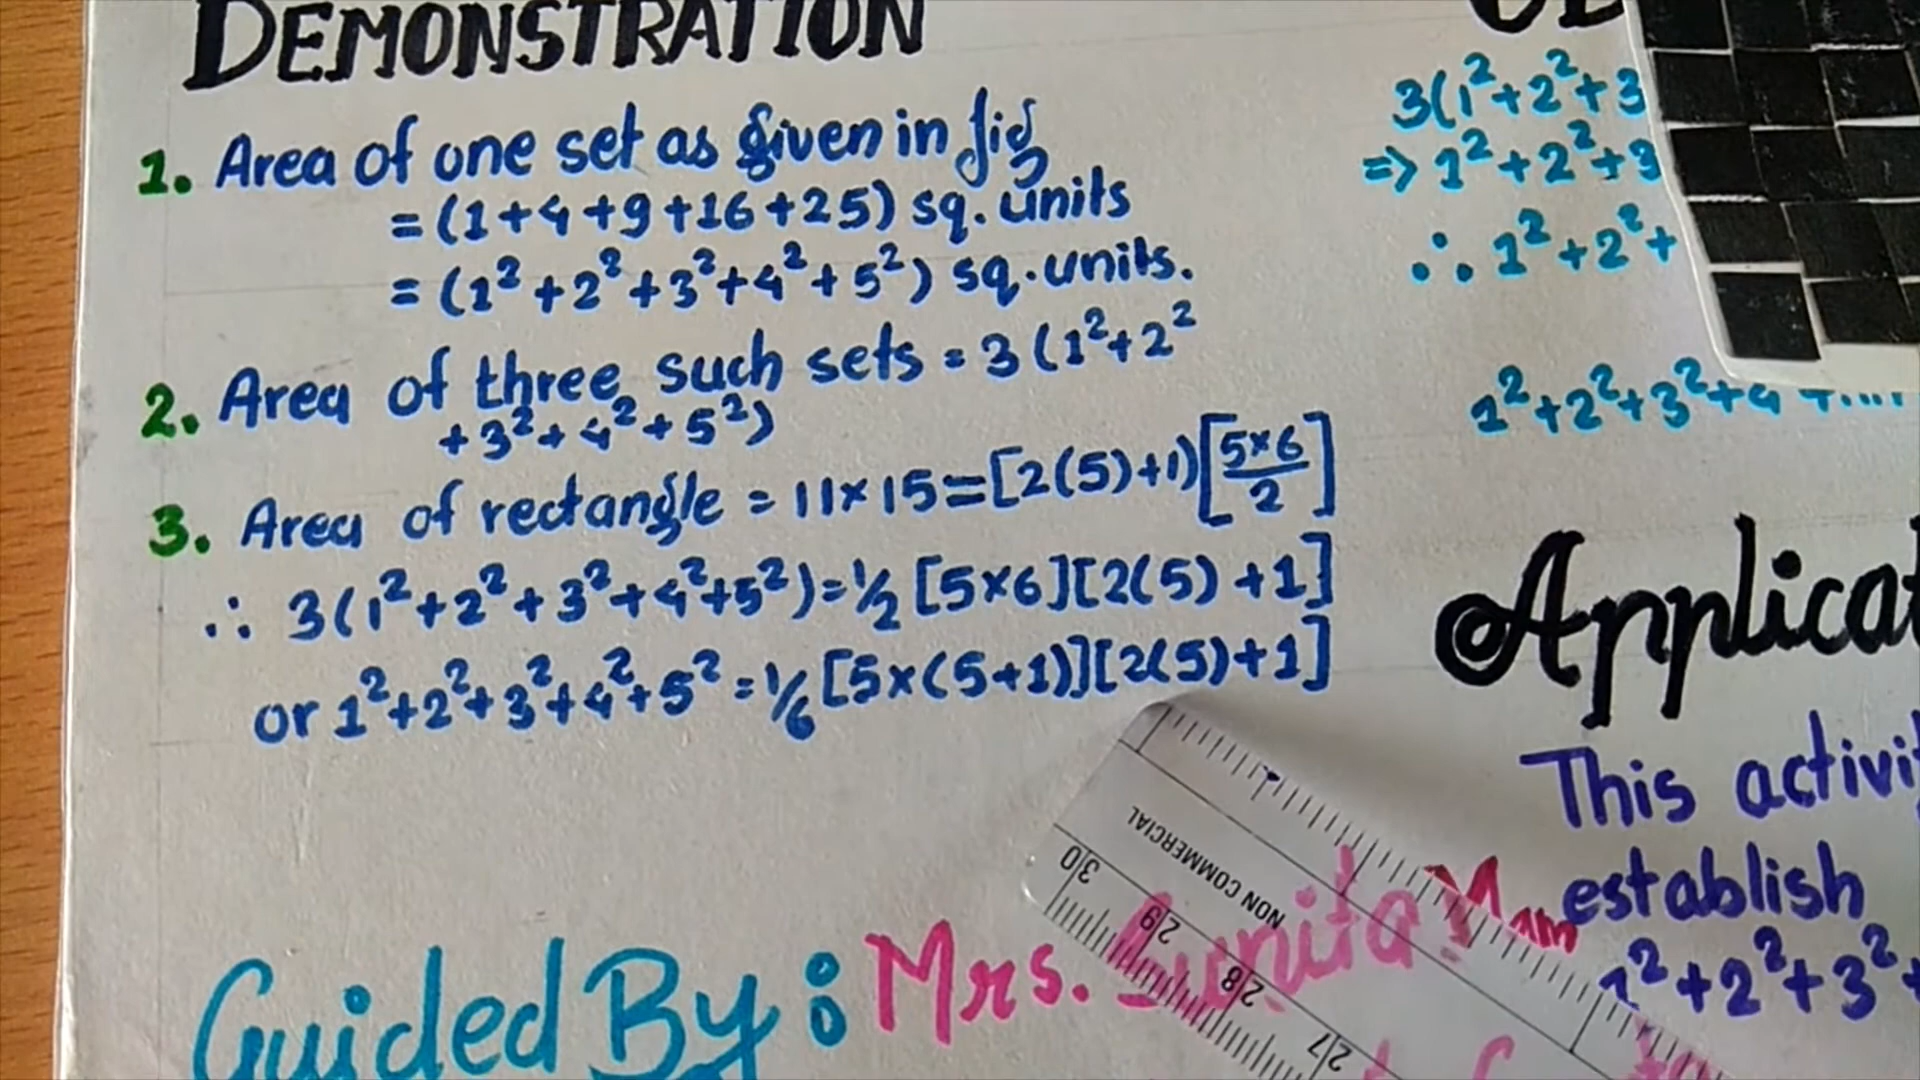 DEMONSTRATION
1. Area of one set as given in fig
= (1+4+9+16+25) sq. units
= (1²+2²+3²+4²+5²) sq. units.
2. Area of three such sets = 3 (1²+2²
+3²+4²+5²)
3. Area of rectangle = 11×15=[2(5)+1)[5×6/2]
∴ 3(1²+2²+3²+4²+5²)=1/2 [5×6][2(5)+1]
or 1²+2²+3²+4²+5²=1/6 [5×(5+1)][2(5)+1]
Guided By : Mrs. Sunita
3(1²+2²+3
=> 1²+2²+3
∴ 1²+2²+
1²+2²+3²+4 +....
Applicat
This activi
establish
1²+2²+3²+
NON COMMERCIAL
30 29 28 27